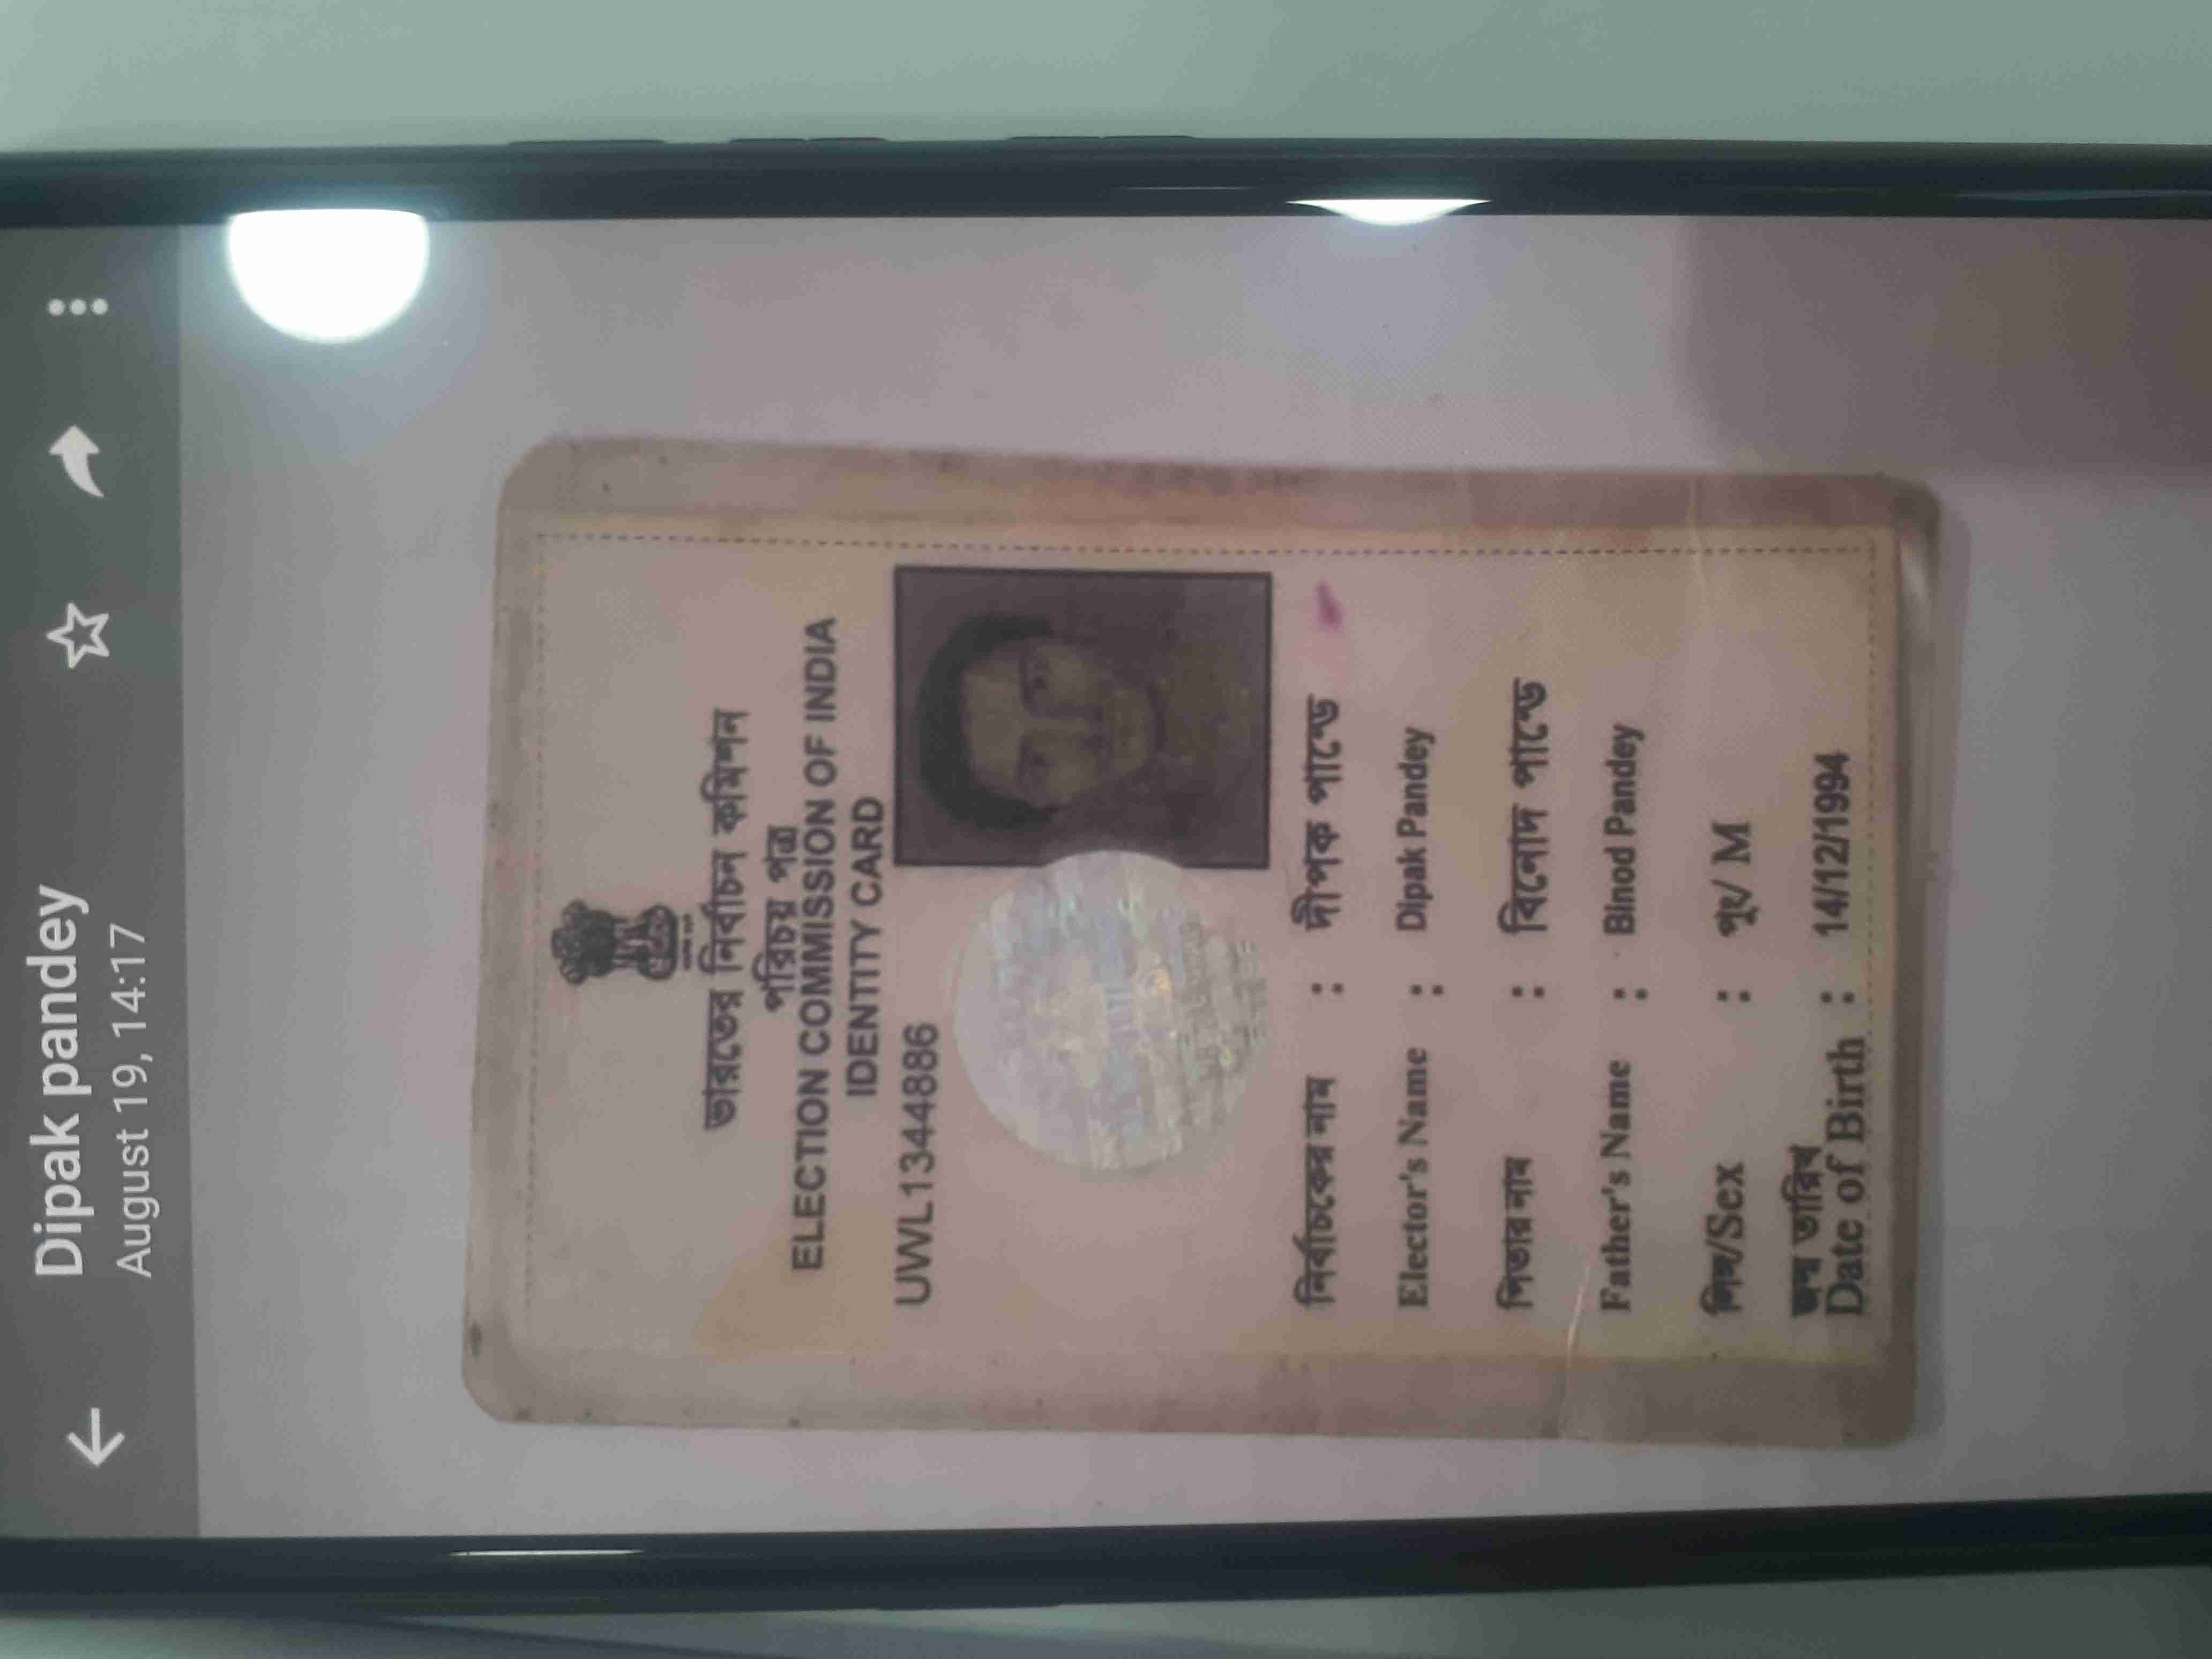 Dipak pandey
August 19, 14:17
ভারতের নির্বাচন কমিশন
পরিচয় পত্র
ELECTION COMMISSION OF INDIA
IDENTITY CARD
UWL1344886
নির্বাচকের নাম : দীপক পান্ডে
Elector's Name : Dipak Pandey
পিতার নাম : বিনোদ পান্ডে
Father's Name : Binod Pandey
লিঙ্গ/Sex : পুং/ M
জন্ম তারিখ
Date of Birth : 14/12/1994